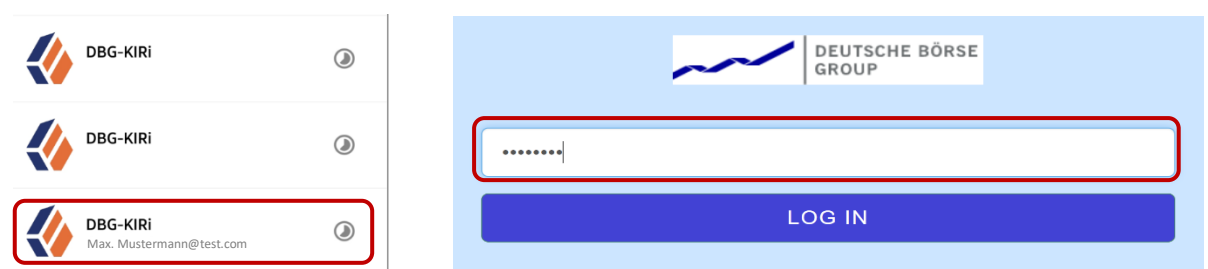 DBG-KIRi
DBG-KIRi
DBG-KIRi
Max. Mustermann@test.com
DEUTSCHE BÖRSE
GROUP
••••••••
LOG IN